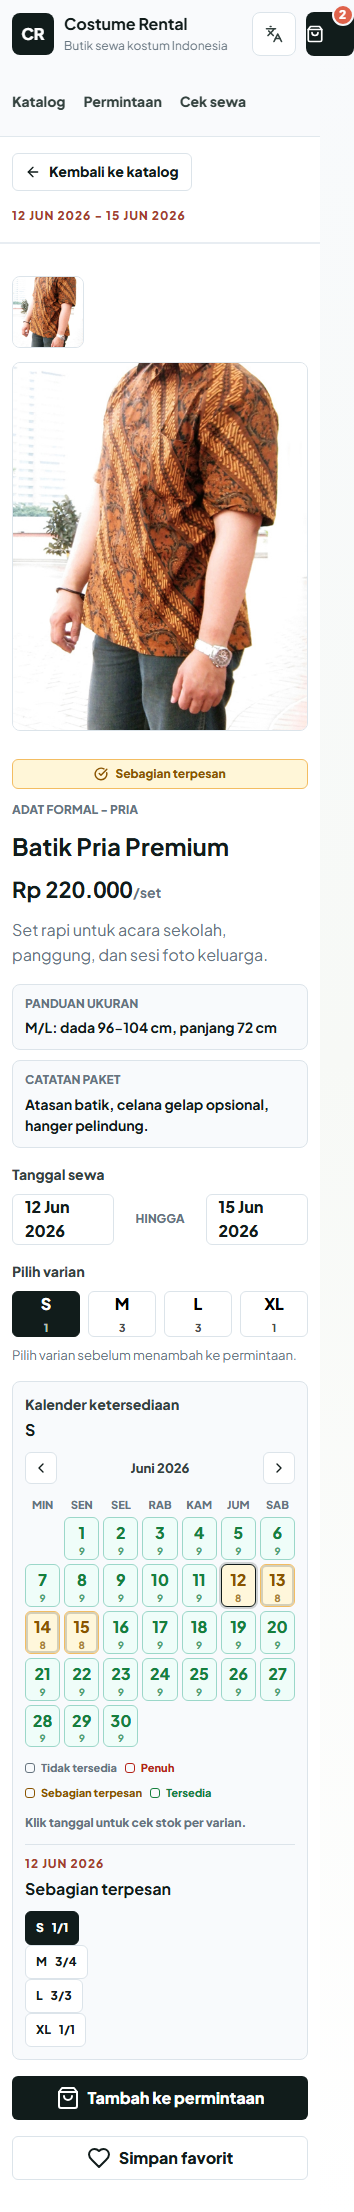 CR
Costume Rental
Butik sewa kostum Indonesia
2
Katalog Permintaan Cek sewa
Kembali ke katalog
12 JUN 2026 - 15 JUN 2026
Sebagian terpesan
ADAT FORMAL - PRIA
Batik Pria Premium
Rp 220.000/set
Set rapi untuk acara sekolah,
panggung, dan sesi foto keluarga.
PANDUAN UKURAN
M/L: dada 96–104 cm, panjang 72 cm
CATATAN PAKET
Atasan batik, celana gelap opsional,
hanger pelindung.
Tanggal sewa
12 Jun
2026
HINGGA
15 Jun
2026
Pilih varian
S M L XL
1 3 3 1
Pilih varian sebelum menambah ke permintaan.
Kalender ketersediaan
S
Juni 2026
MIN SEN SEL RAB KAM JUM SAB
1 2 3 4 5 6
9 9 9 9 9 9
7 8 9 10 11 12 13
9 9 9 9 9 8 8
14 15 16 17 18 19 20
8 8 9 9 9 9 9
21 22 23 24 25 26 27
9 9 9 9 9 9 9
28 29 30
9 9 9
Tidak tersedia Penuh
Sebagian terpesan Tersedia
Klik tanggal untuk cek stok per varian.
12 JUN 2026
Sebagian terpesan
S 1/1
M 3/4
L 3/3
XL 1/1
Tambah ke permintaan
Simpan favorit